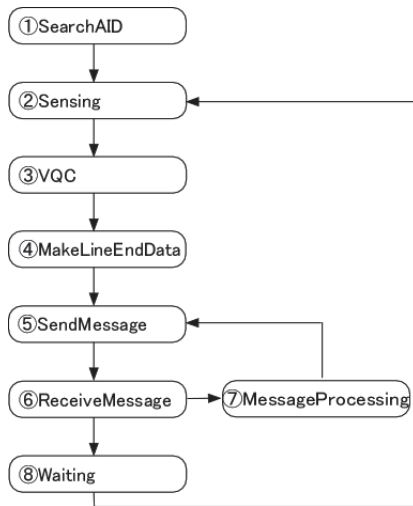 ①SearchAID
②Sensing
③VQC
④MakeLineEndData
⑤SendMessage
⑥ReceiveMessage
⑦MessageProcessing
⑧Waiting